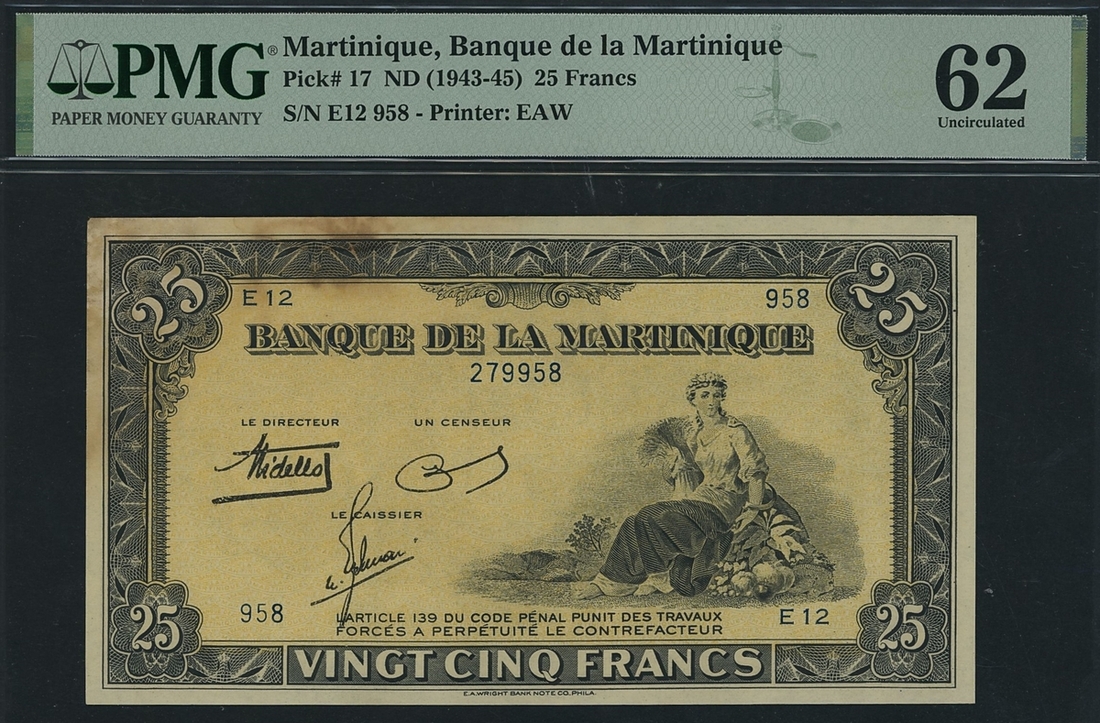 PMG® Martinique, Banque de la Martinique
PAPER MONEY GUARANTY
Pick# 17 ND (1943-45) 25 Francs
S/N E12 958 - Printer: EAW
62
Uncirculated
25
25
E 12
958
BANQUE DE LA MARTINIQUE
279958
LE DIRECTEUR
UN CENSEUR
LE CAISSIER
958
L'ARTICLE 139 DU CODE PÉNAL PUNIT DES TRAVAUX
FORCÉS A PERPÉTUITÉ LE CONTREFACTEUR
E 12
25
VINGT CINQ FRANCS
25
E.A.WRIGHT BANK NOTE CO. PHILA.